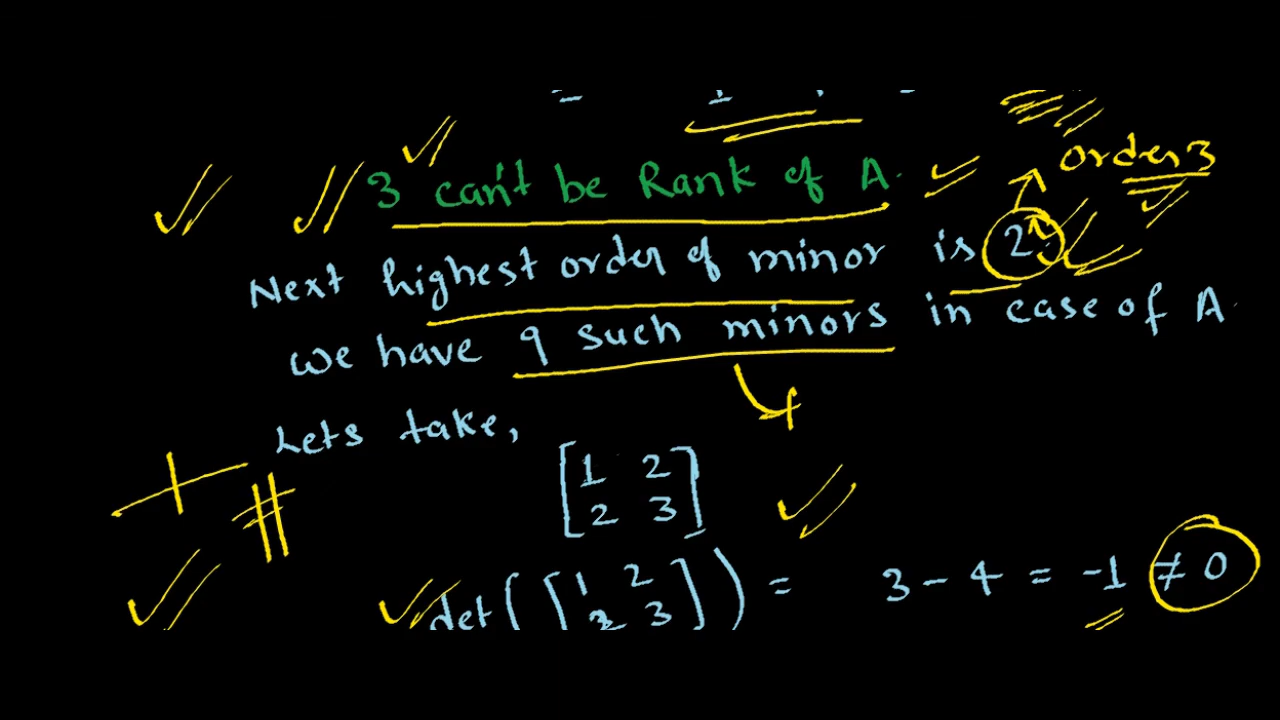 order 3
3 can't be Rank of A.
Next highest order of minor is 2.
we have 9 such minors in case of A.
Lets take,
[1 2
2 3]
det([1 2
2 3]) = 3 - 4 = -1 ≠ 0